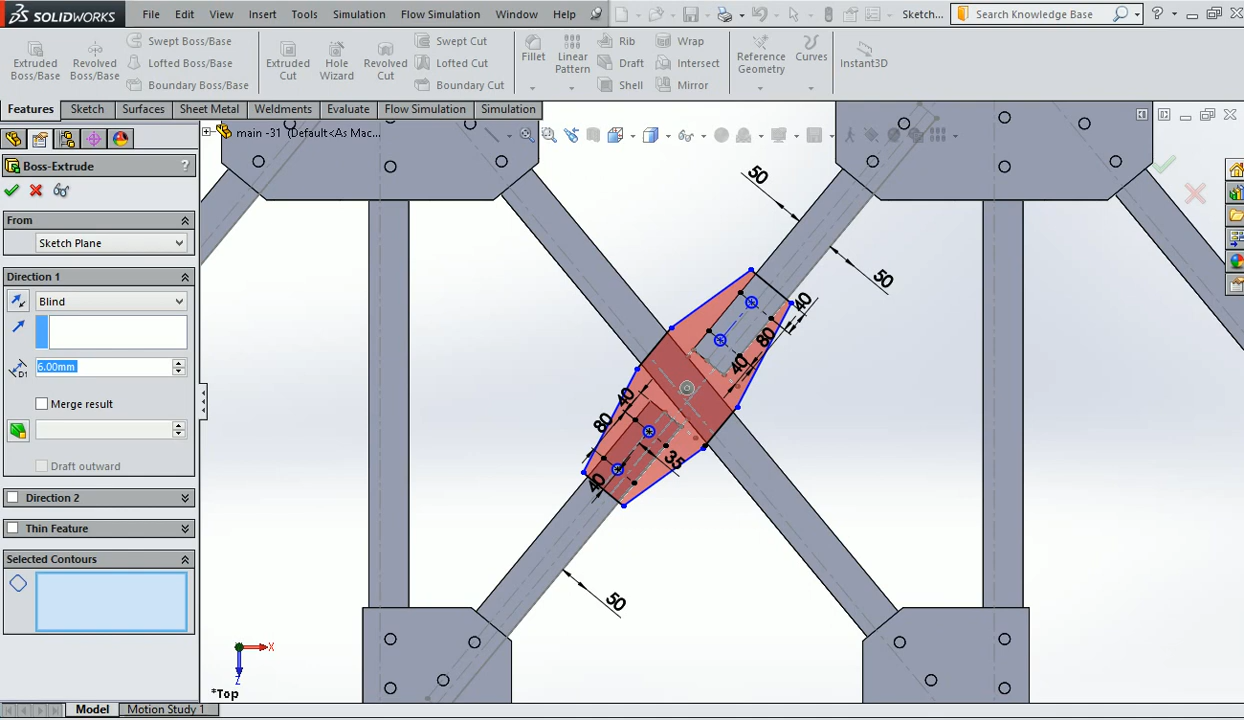 SOLIDWORKS File Edit View Insert Tools Simulation Flow Simulation Window Help Sketch... Search Knowledge Base ?
Extruded Boss/Base
Revolved Boss/Base
Swept Boss/Base
Lofted Boss/Base
Boundary Boss/Base
Extruded Cut
Hole Wizard
Revolved Cut
Swept Cut
Lofted Cut
Boundary Cut
Fillet
Linear Pattern
Rib
Draft
Shell
Wrap
Intersect
Mirror
Reference Geometry
Curves
Instant3D
Features Sketch Surfaces Sheet Metal Weldments Evaluate Flow Simulation Simulation
main -31 (Default<As Mac...
Boss-Extrude ?
From
Sketch Plane
Direction 1
Blind
D1
6.00mm
Merge result
Draft outward
Direction 2
Thin Feature
Selected Contours
50
50
40
80
40
40
80
35
40
50
X
Z
*Top
Model Motion Study 1